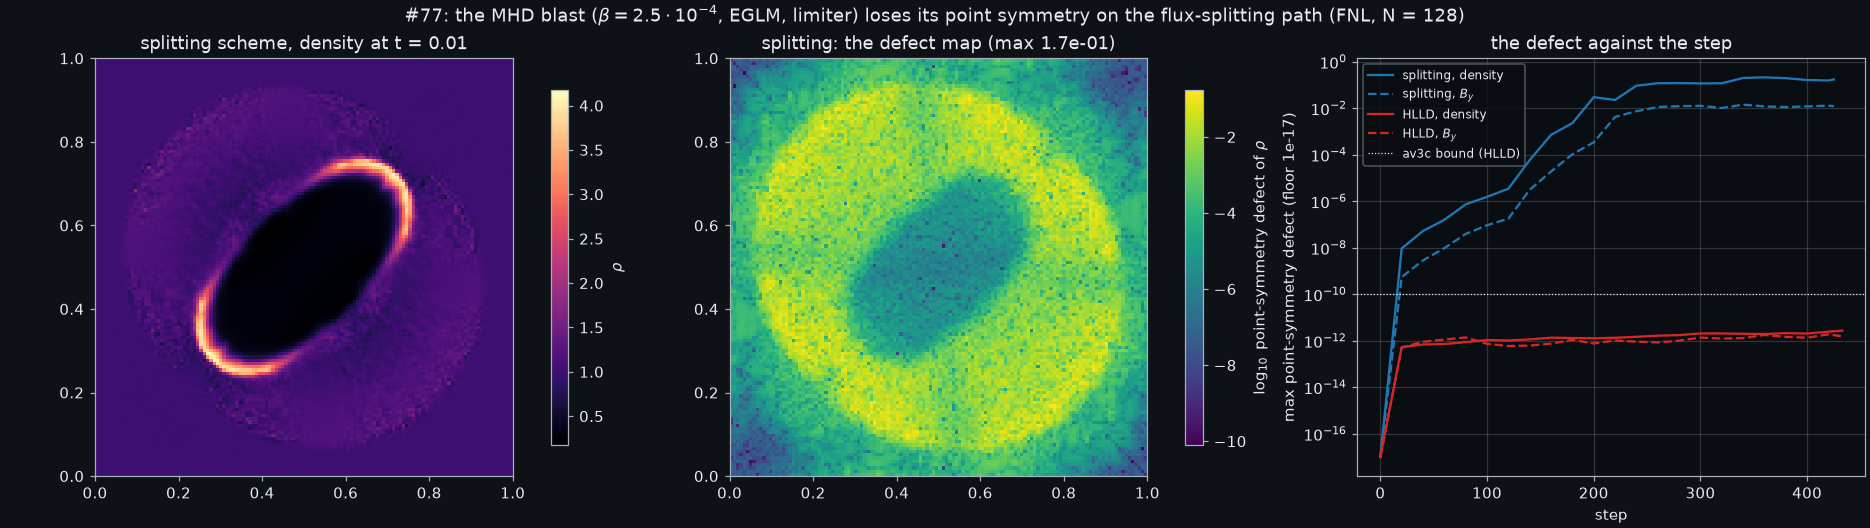 #77: the MHD blast (β = 2.5 · 10⁻⁴, EGLM, limiter) loses its point symmetry on the flux-splitting path (FNL, N = 128)
splitting scheme, density at t = 0.01
1.0
0.8
0.6
0.4
0.2
0.0
0.0 0.2 0.4 0.6 0.8 1.0
4.0
3.5
3.0
2.5
2.0
1.5
1.0
0.5
ρ
splitting: the defect map (max 1.7e-01)
1.0
0.8
0.6
0.4
0.2
0.0
0.0 0.2 0.4 0.6 0.8 1.0
−2
−4
−6
−8
−10
log₁₀ point-symmetry defect of ρ
the defect against the step
max point-symmetry defect (floor 1e-17)
10⁰
10⁻²
10⁻⁴
10⁻⁶
10⁻⁸
10⁻¹⁰
10⁻¹²
10⁻¹⁴
10⁻¹⁶
splitting, density
splitting, By
HLLD, density
HLLD, By
av3c bound (HLLD)
0 100 200 300 400
step